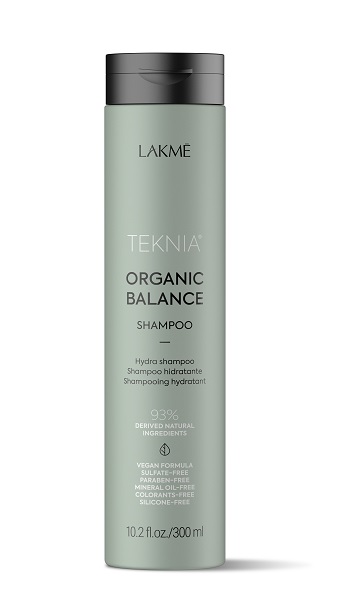 LAKMĒ
TEKNIA®
ORGANIC
BALANCE
SHAMPOO
Hydra shampoo
Shampoo hidratante
Shampooing hydratant
93%
DERIVED NATURAL
INGREDIENTS
VEGAN FORMULA
SULFATE-FREE
PARABEN-FREE
MINERAL OIL-FREE
COLORANTS-FREE
SILICONE-FREE
10.2 fl.oz./300 ml